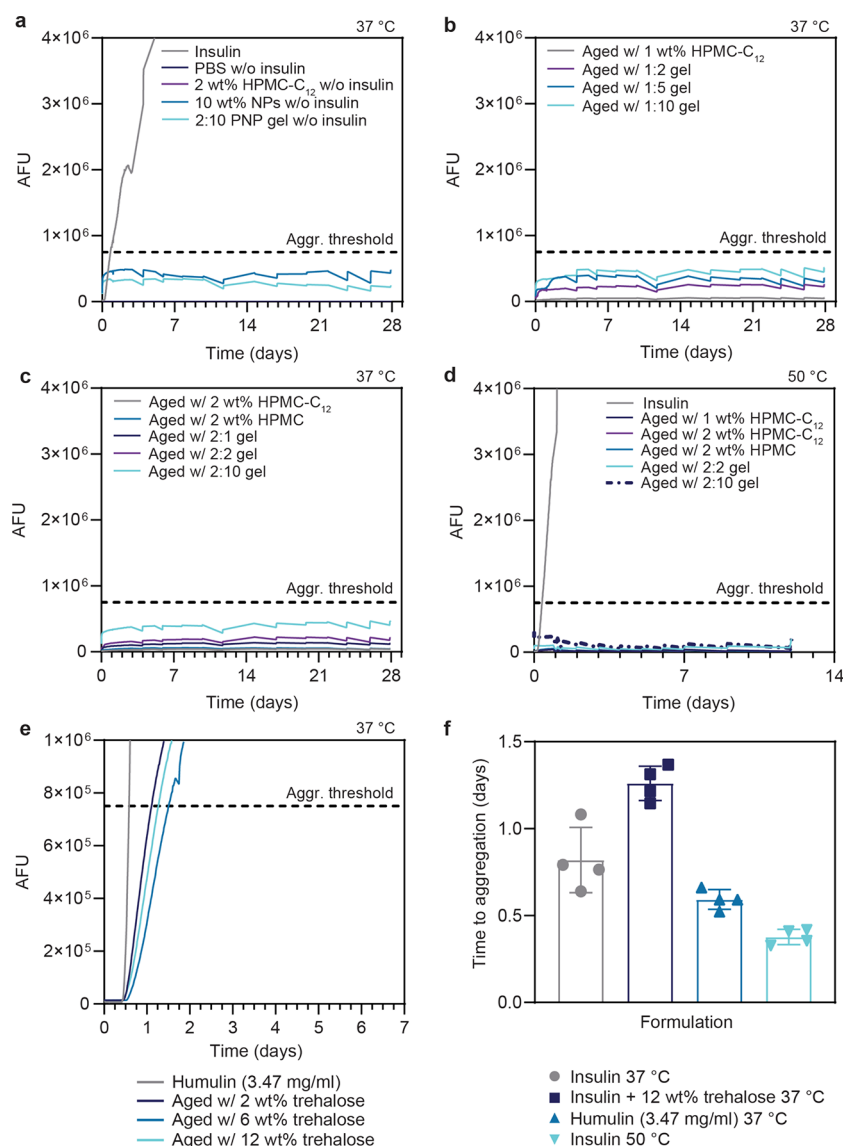 a
37 °C
4×10⁶
3×10⁶
2×10⁶
1×10⁶
0
AFU
Insulin
PBS w/o insulin
2 wt% HPMC-C₁₂ w/o insulin
10 wt% NPs w/o insulin
2:10 PNP gel w/o insulin
Aggr. threshold
0 7 14 21 28
Time (days)
b
37 °C
4×10⁶
3×10⁶
2×10⁶
1×10⁶
0
AFU
Aged w/ 1 wt% HPMC-C₁₂
Aged w/ 1:2 gel
Aged w/ 1:5 gel
Aged w/ 1:10 gel
Aggr. threshold
0 7 14 21 28
Time (days)
c
37 °C
4×10⁶
3×10⁶
2×10⁶
1×10⁶
0
AFU
Aged w/ 2 wt% HPMC-C₁₂
Aged w/ 2 wt% HPMC
Aged w/ 2:1 gel
Aged w/ 2:2 gel
Aged w/ 2:10 gel
Aggr. threshold
0 7 14 21 28
Time (days)
d
50 °C
4×10⁶
3×10⁶
2×10⁶
1×10⁶
0
AFU
Insulin
Aged w/ 1 wt% HPMC-C₁₂
Aged w/ 2 wt% HPMC-C₁₂
Aged w/ 2 wt% HPMC
Aged w/ 2:2 gel
Aged w/ 2:10 gel
Aggr. threshold
0 7 14
Time (days)
e
37 °C
1×10⁶
8×10⁵
6×10⁵
4×10⁵
2×10⁵
0
AFU
Aggr. threshold
0 1 2 3 4 5 6 7
Time (days)
Humulin (3.47 mg/ml)
Aged w/ 2 wt% trehalose
Aged w/ 6 wt% trehalose
Aged w/ 12 wt% trehalose
f
1.5
1.0
0.5
0.0
Time to aggregation (days)
Formulation
Insulin 37 °C
Insulin + 12 wt% trehalose 37 °C
Humulin (3.47 mg/ml) 37 °C
Insulin 50 °C